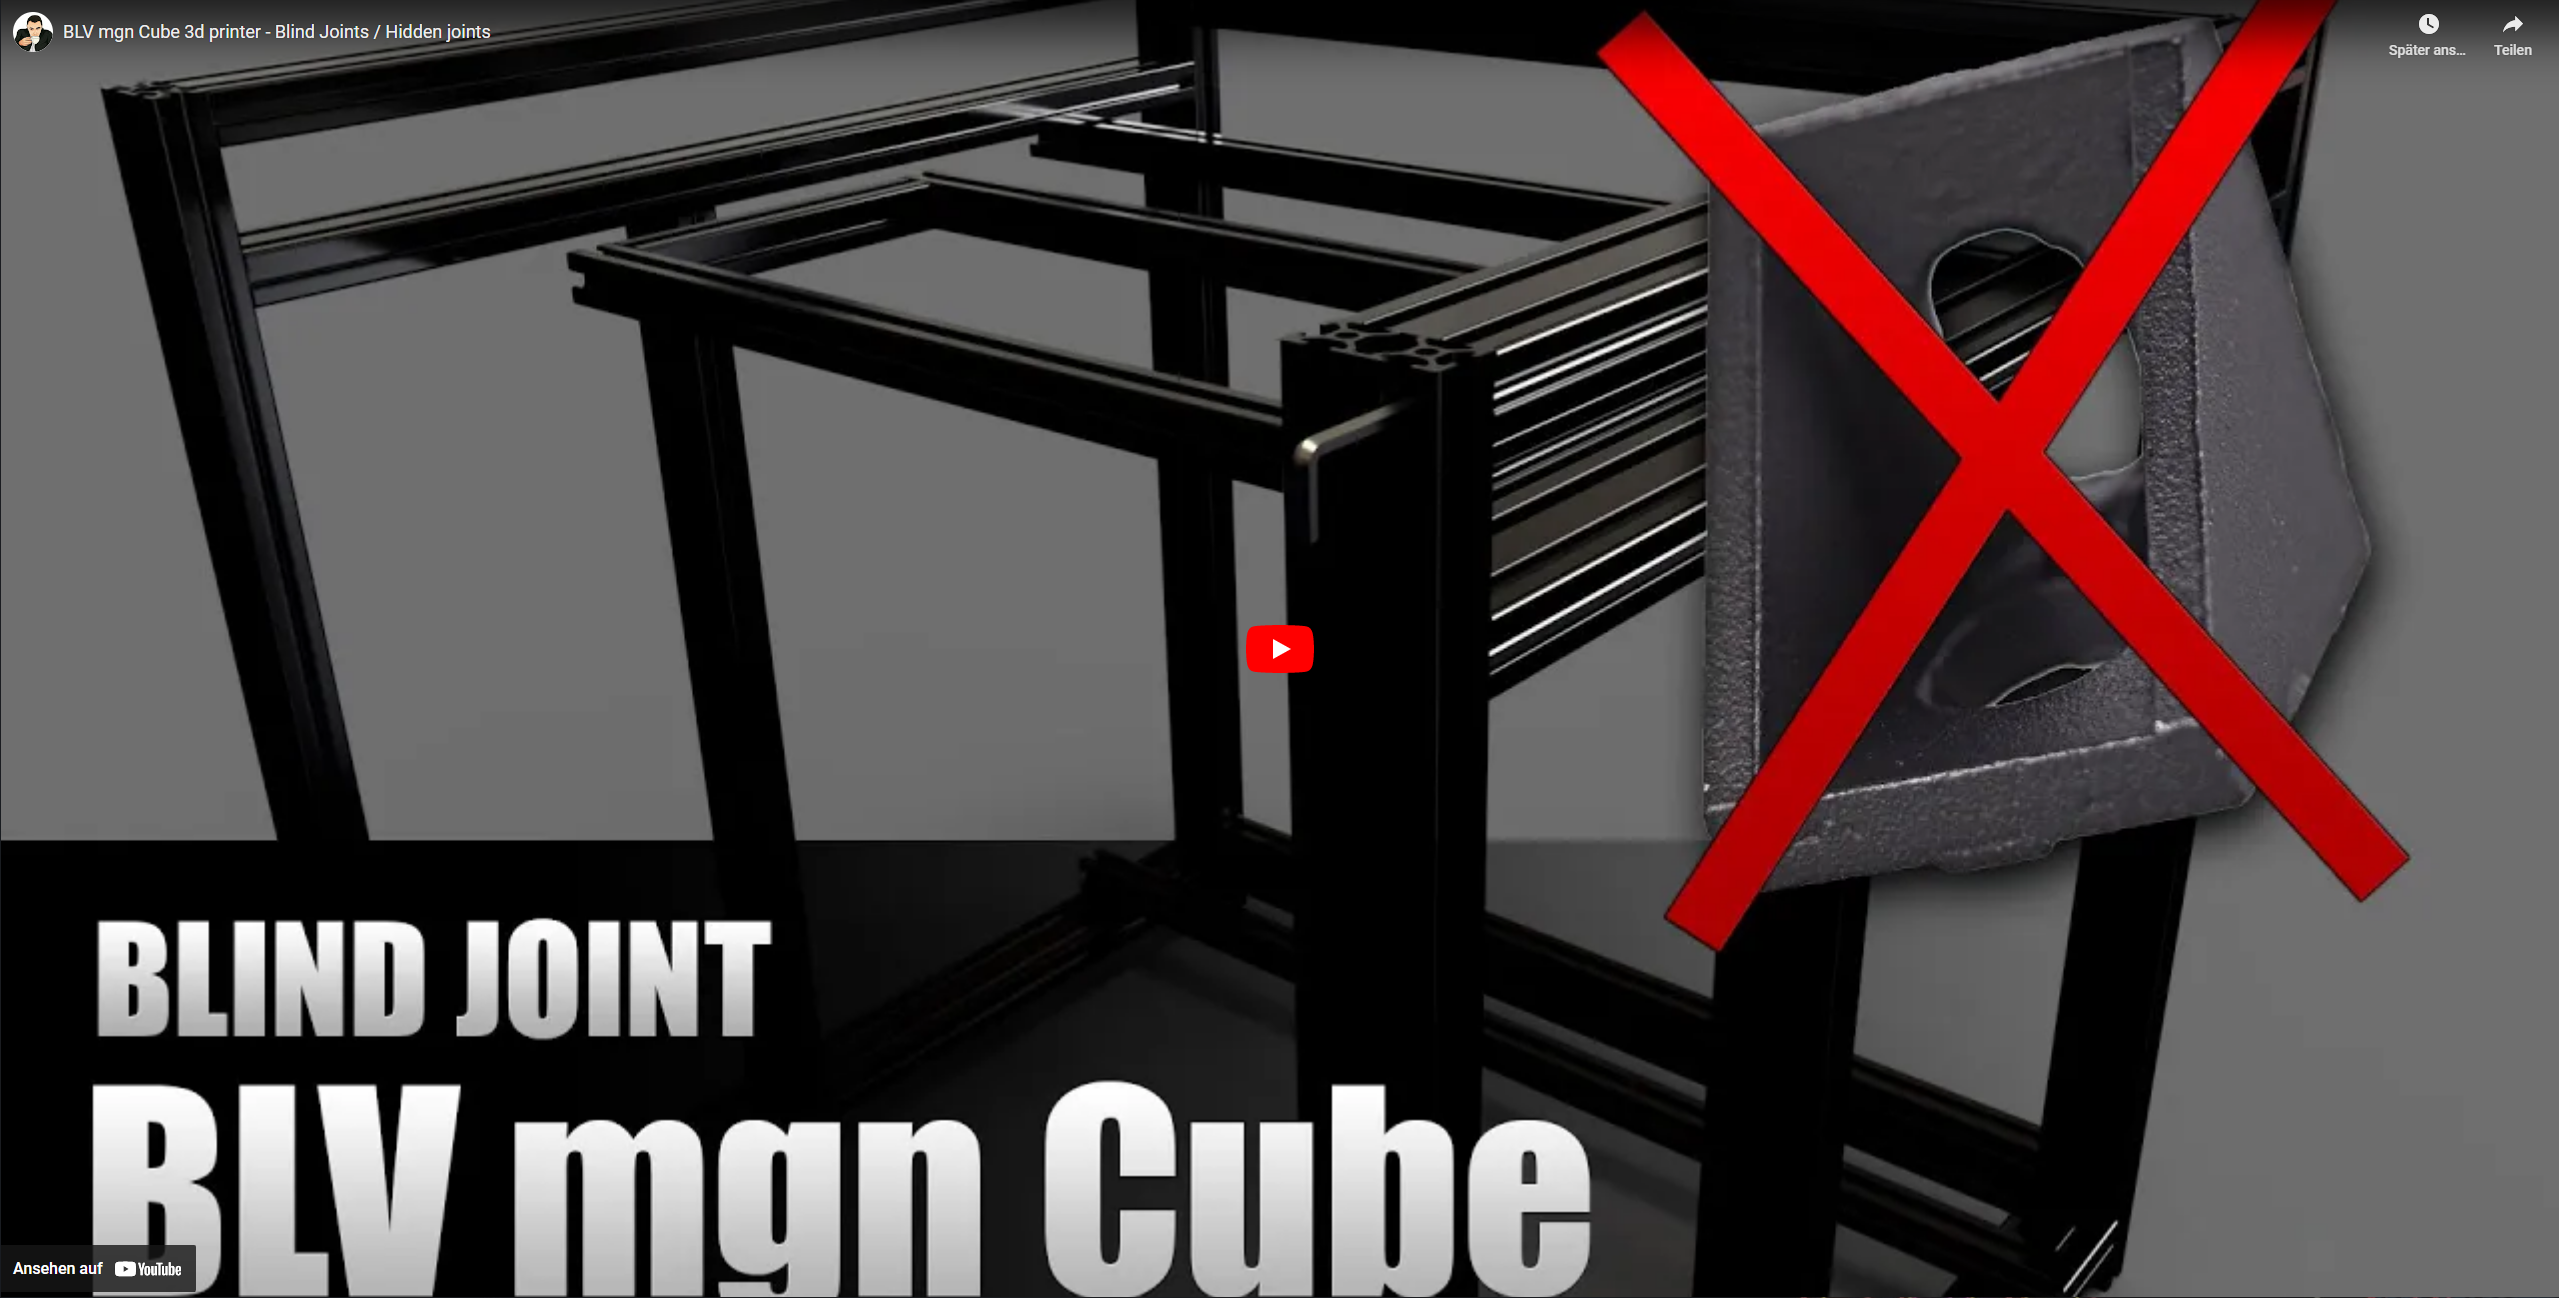 BLV mgn Cube 3d printer - Blind Joints / Hidden joints
Später ans...
Teilen
BLIND JOINT
BLV mgn Cube
Ansehen auf YouTube